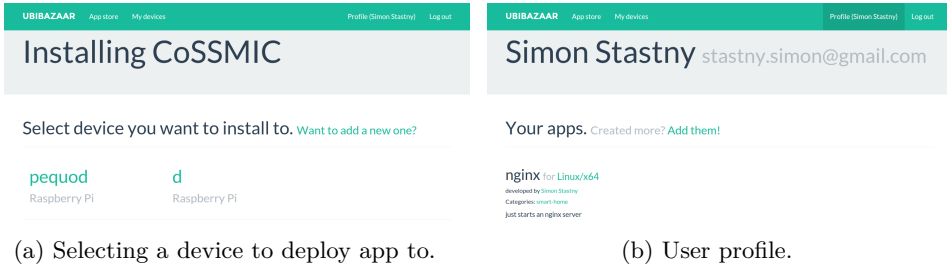 UBIBAZAAR App store My devices Profile (Simon Stastny) Log out
Installing CoSSMIC
Select device you want to install to. Want to add a new one?
pequod d
Raspberry Pi Raspberry Pi
(a) Selecting a device to deploy app to.
UBIBAZAAR App store My devices Profile (Simon Stastny) Log out
Simon Stastny stastny.simon@gmail.com
Your apps. Created more? Add them!
nginx for Linux/x64
developed by Simon Stastny
Categories: smart-home
just starts an nginx server
(b) User profile.